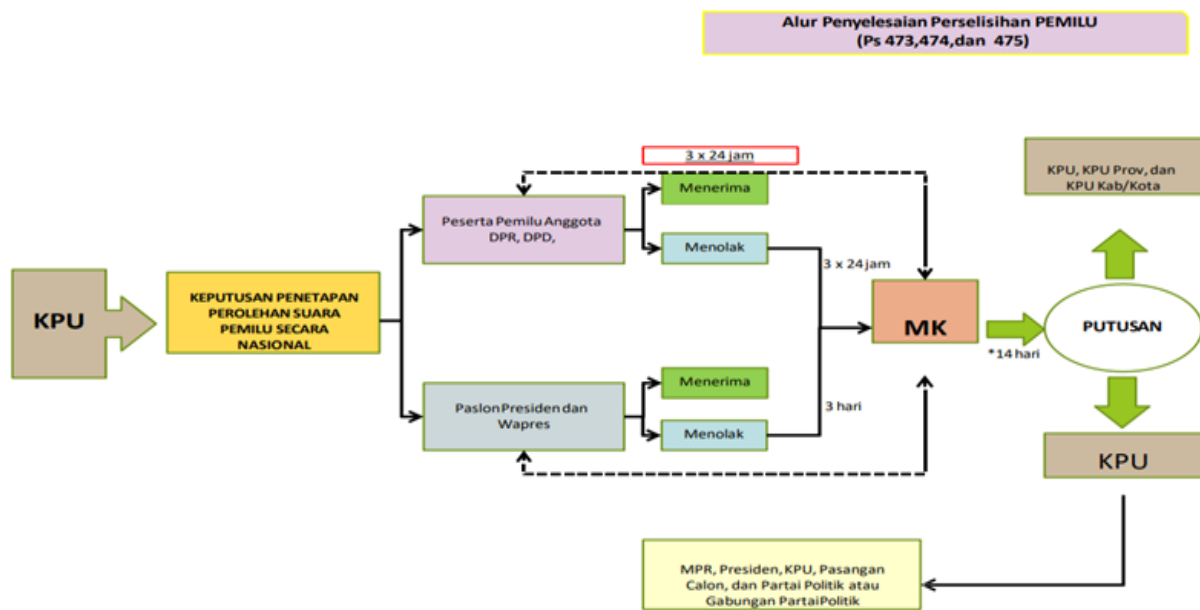 Alur Penyelesaian Perselisihan PEMILU
(Ps 473,474,dan 475)
3 x 24 jam
KPU, KPU Prov, dan
KPU Kab/Kota
Menerima
Peserta Pemilu Anggota
DPR, DPD,
Menolak
3 x 24 jam
KPU
KEPUTUSAN PENETAPAN
PEROLEHAN SUARA
PEMILU SECARA
NASIONAL
MK
*14 hari
PUTUSAN
Menerima
Paslon Presiden dan
Wapres
Menolak
3 hari
KPU
MPR, Presiden, KPU, Pasangan
Calon, dan Partai Politik atau
Gabungan PartaiPolitik